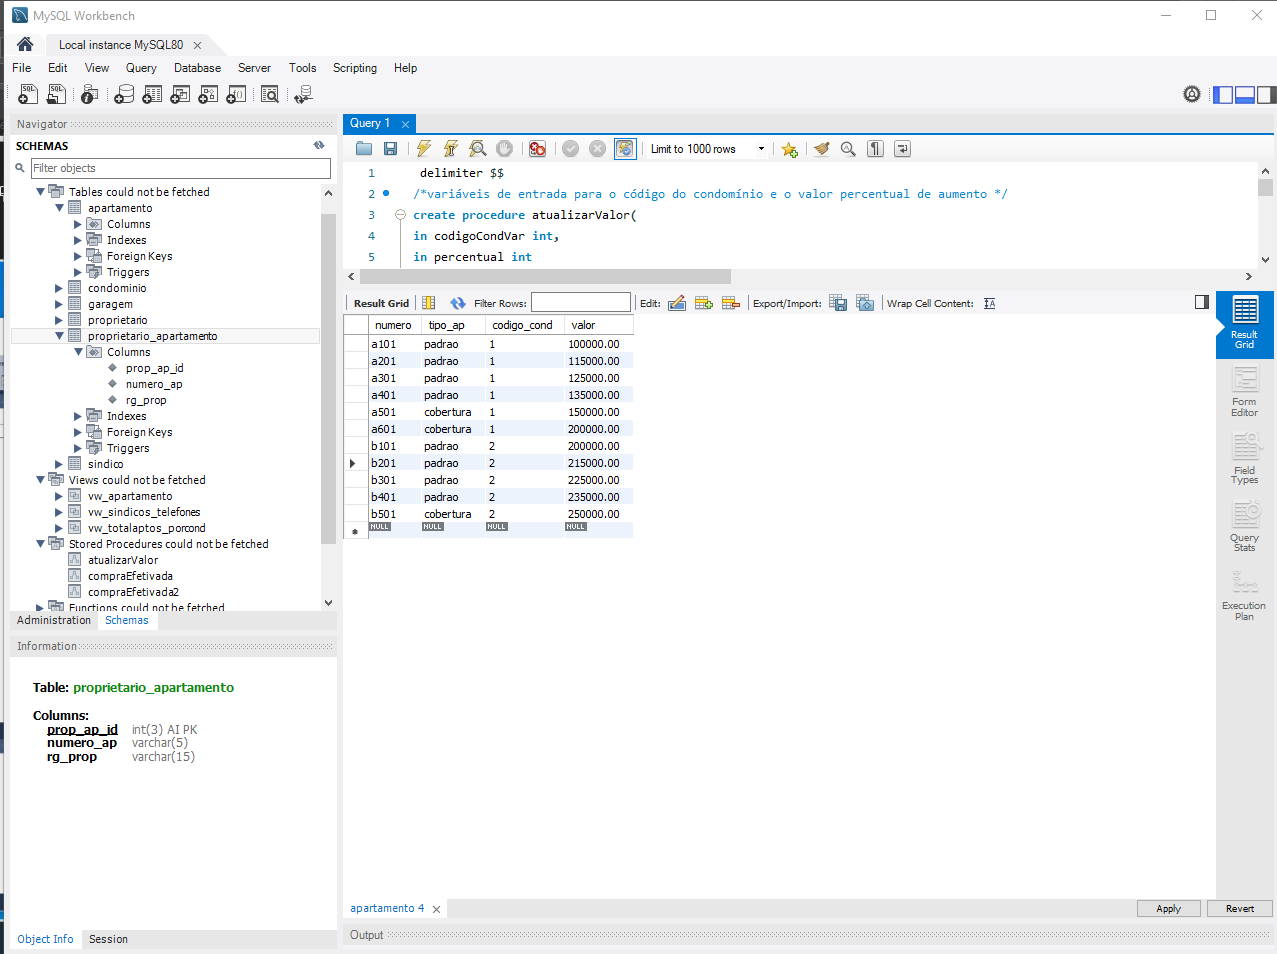 MySQL Workbench
Local instance MySQL80
File Edit View Query Database Server Tools Scripting Help
Navigator
SCHEMAS
Filter objects
Tables could not be fetched
apartamento
Columns
Indexes
Foreign Keys
Triggers
condominio
garagem
proprietario
proprietario_apartamento
Columns
prop_ap_id
numero_ap
rg_prop
Indexes
Foreign Keys
Triggers
sindico
Views could not be fetched
vw_apartamento
vw_sindicos_telefones
vw_totalaptos_porcond
Stored Procedures could not be fetched
atualizarValor
compraEfetivada
compraEfetivada2
Functions could not be fetched
Administration Schemas
Information
Table: proprietario_apartamento
Columns:
prop_ap_id int(3) AI PK
numero_ap varchar(5)
rg_prop varchar(15)
Object Info Session
Query 1
Limit to 1000 rows
1 delimiter $$
2 /*variáveis de entrada para o código do condomínio e o valor percentual de aumento */
3 create procedure atualizarValor(
4 in codigoCondVar int,
5 in percentual int
Result Grid Filter Rows: Edit: Export/Import: Wrap Cell Content:
numero tipo_ap codigo_cond valor
a101 padrao 1 100000.00
a201 padrao 1 115000.00
a301 padrao 1 125000.00
a401 padrao 1 135000.00
a501 cobertura 1 150000.00
a601 cobertura 1 200000.00
b101 padrao 2 200000.00
b201 padrao 2 215000.00
b301 padrao 2 225000.00
b401 padrao 2 235000.00
b501 cobertura 2 250000.00
NULL NULL NULL NULL
Result
Grid
Form
Editor
Field
Types
Query
Stats
Execution
Plan
apartamento 4
Apply Revert
Output